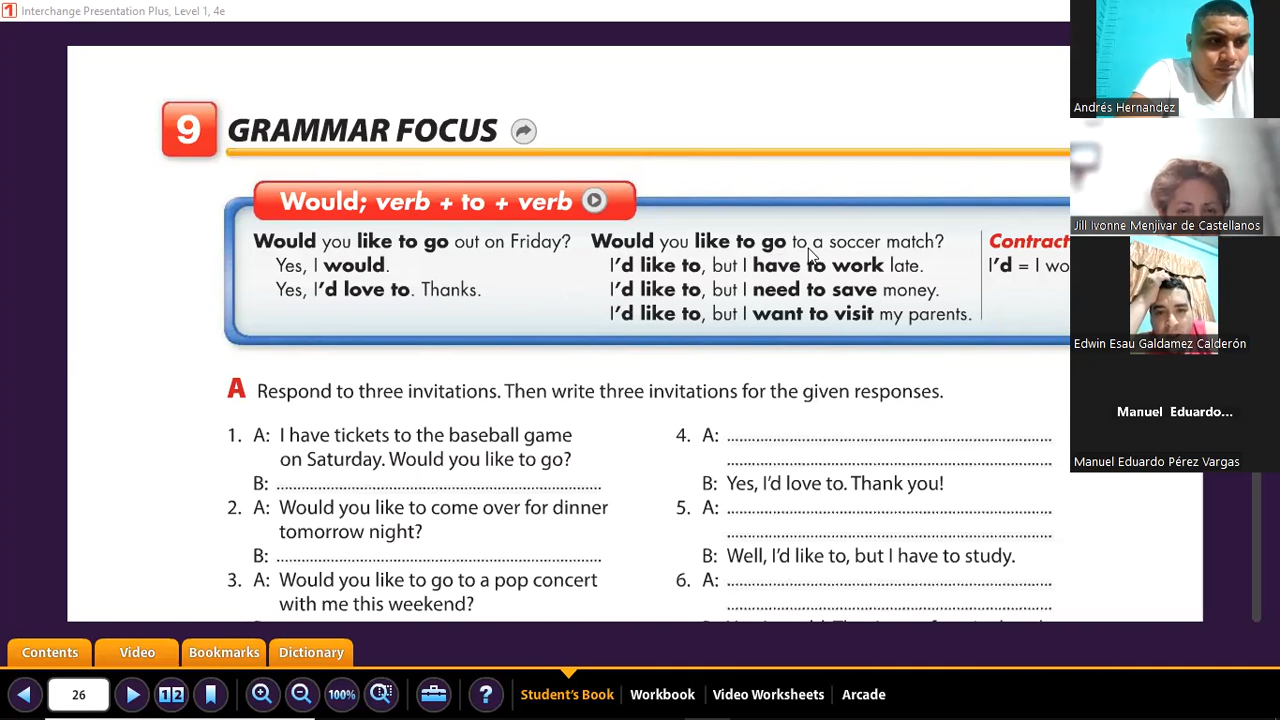 Interchange Presentation Plus, Level 1, 4e
9 GRAMMAR FOCUS
Would; verb + to + verb
Would you like to go out on Friday?
Yes, I would.
Yes, I'd love to. Thanks.
Would you like to go to a soccer match?
I'd like to, but I have to work late.
I'd like to, but I need to save money.
I'd like to, but I want to visit my parents.
Contract
I'd = I wo
A Respond to three invitations. Then write three invitations for the given responses.
1. A: I have tickets to the baseball game
on Saturday. Would you like to go?
B:
2. A: Would you like to come over for dinner
tomorrow night?
B:
3. A: Would you like to go to a pop concert
with me this weekend?
4. A:
B: Yes, I'd love to. Thank you!
5. A:
B: Well, I'd like to, but I have to study.
6. A:
Andrés Hernandez
Jill Ivonne Menjivar de Castellanos
Edwin Esau Galdamez Calderón
Manuel Eduardo...
Manuel Eduardo Pérez Vargas
Contents Video Bookmarks Dictionary
26 1 2 100% ? Student's Book Workbook Video Worksheets Arcade